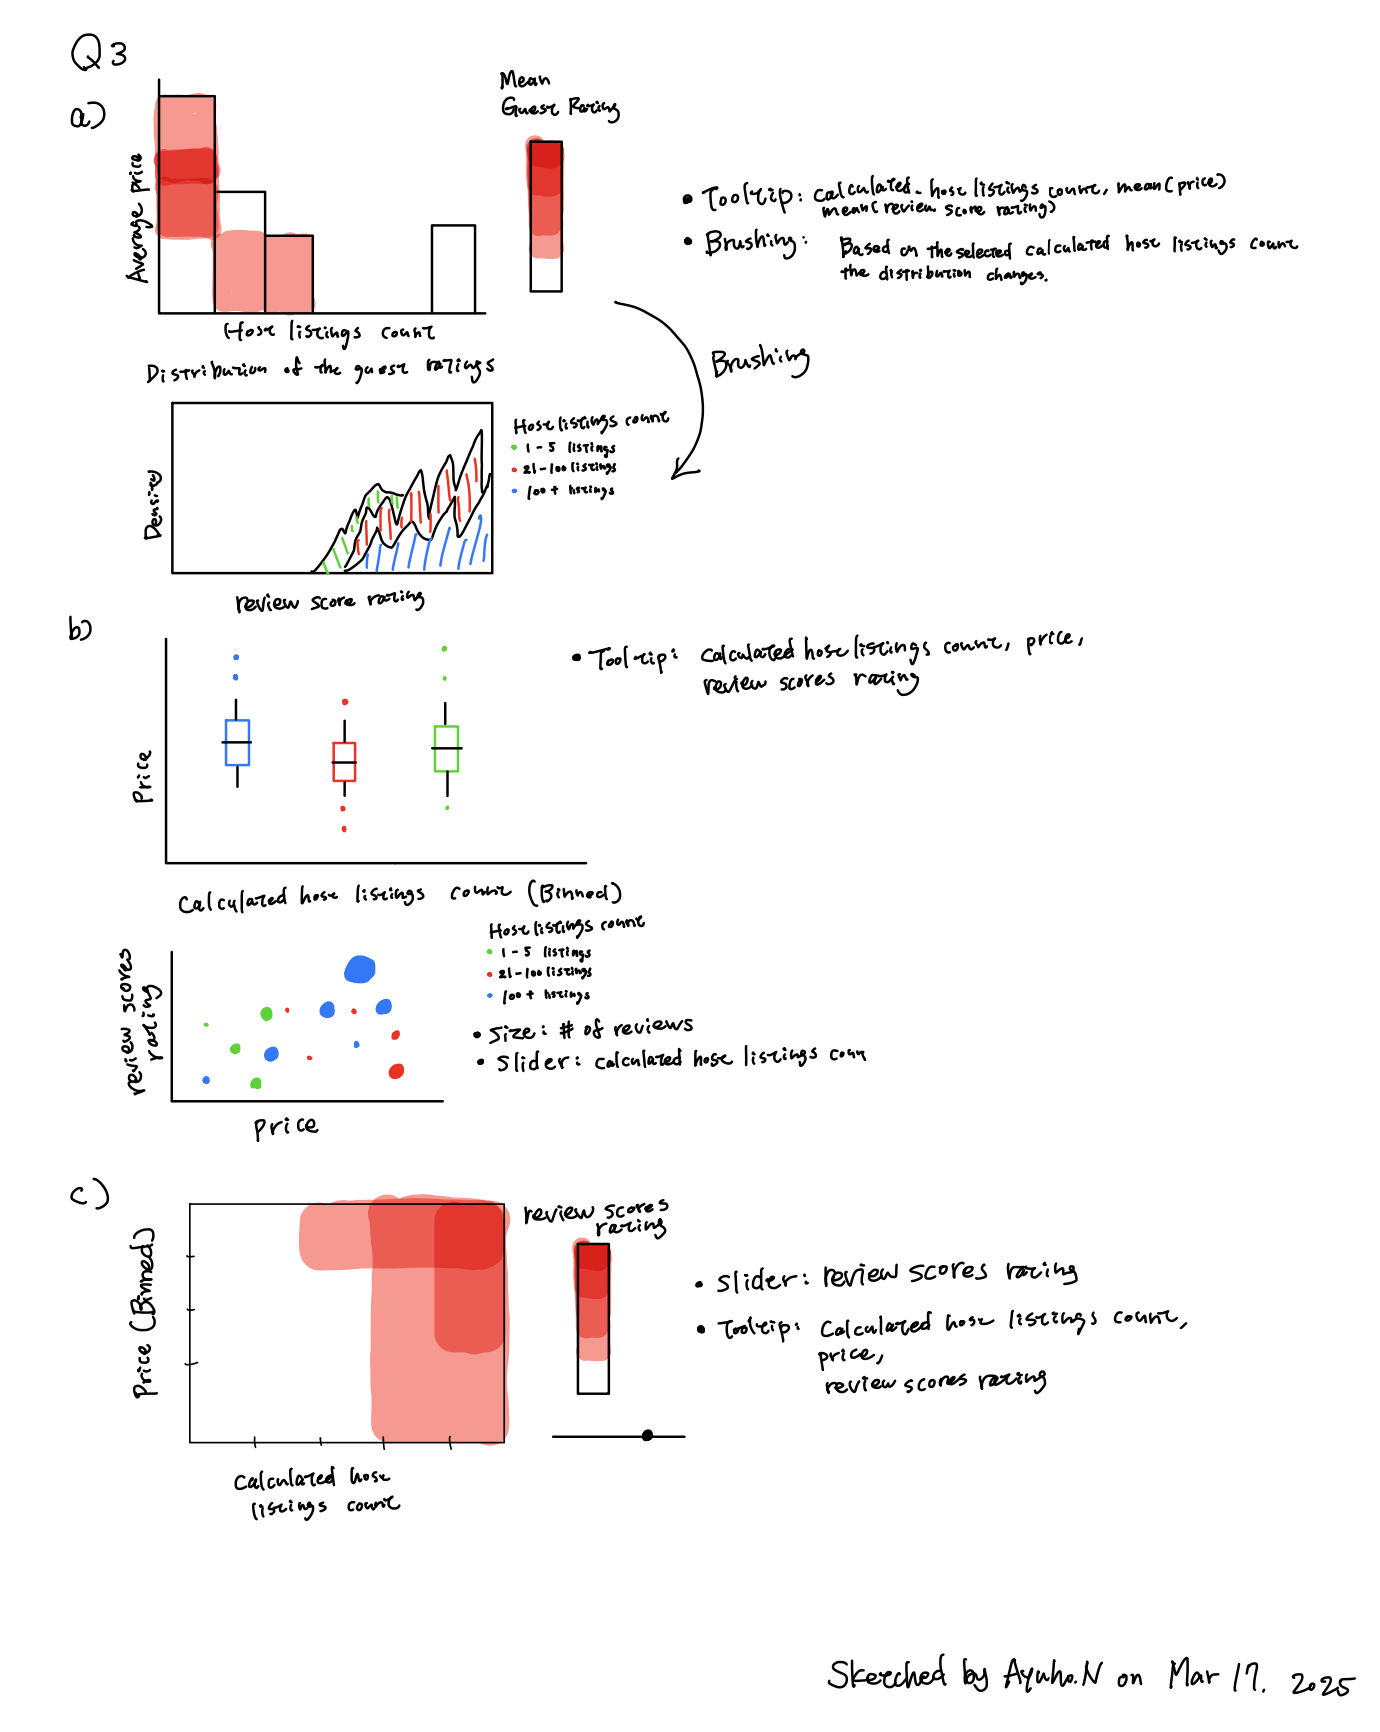 Q3
a)
Mean
Guest Rating
Average price
Host listings count
• Tooltip: calculated-host listings count, mean(price)
mean(review score rating)
• Brushing: Based on the selected calculated host listings count
the distribution changes.
Brushing
Distribution of the guest ratings
Density
review score rating
Host listings count
1-5 listings
21-100 listings
100+ listings
b)
Price
Calculated host listings count (Binned)
• Tooltip: Calculated host listings count, price,
review scores rating
review scores
rating
price
Host listings count
1-5 listings
21-100 listings
100+ listings
• Size: # of reviews
• Slider: calculated host listings coun
c)
Price (Binned)
Calculated host
listings count
review scores
rating
• Slider: review scores rating
• Tooltip: Calculated host listings count,
price,
review scores rating
Sketched by Ayuho.N on Mar 17. 2025